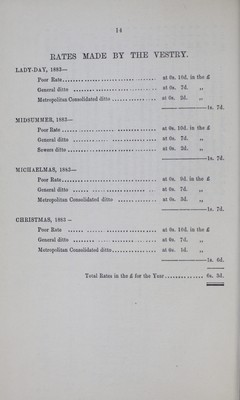 14
RATES MADE BY THE VESTRY.
LADY-DAY, 1883—
Poor Rate ........ at 0s. 10d. in the £
General ditto ........ at 0s. 7d. ,,
Metropolitan Consolidated ditto ........ at 0s. 2d. ,,
1s. 7d.
MIDSUMMER, 1883—
Poor Rate ........ at 0s. 10d. in the £
General ditto ........ at 0s. 7d. ,,
Sewers ditto ........ at 0s. 2d. ,,
1s. 7d.
MICHAELMAS, 1883—
Poor Rate ........ at 0s. 9d. in the £
General ditto ........ at 0s. 7d. ,,
Metropolitan Consolidated ditto ........ at 0s. 3d. ,,
1s. 7d.
CHRISTMAS, 1883—
Poor Rate ........ at 0s. 10d. in the £
General ditto ........ at 0s. 7d. ,,
Metropolitan Consolidated ditto ........ at 0s. 1d. ,,
1s. 6d.
Total Rates in the £ for the Year ........ 6s. 3d.